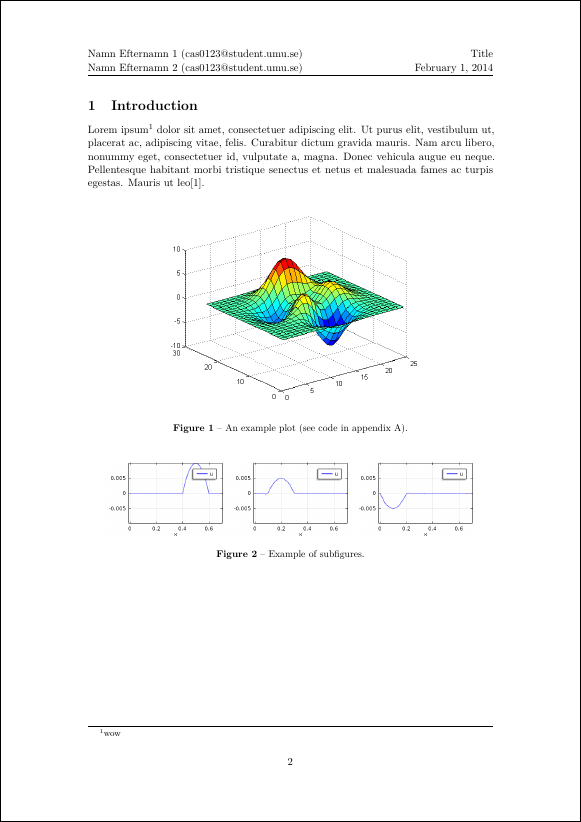 Namn Efternamn 1 (cas0123@student.umu.se) Title
Namn Efternamn 2 (cas0123@student.umu.se) February 1, 2014
1 Introduction
Lorem ipsum1 dolor sit amet, consectetuer adipiscing elit. Ut purus elit, vestibulum ut,
placerat ac, adipiscing vitae, felis. Curabitur dictum gravida mauris. Nam arcu libero,
nonummy eget, consectetuer id, vulputate a, magna. Donec vehicula augue eu neque.
Pellentesque habitant morbi tristique senectus et netus et malesuada fames ac turpis
egestas. Mauris ut leo[1].
10
5
0
-5
-10
30
20
10
0
0
5
10
15
20
25
Figure 1 – An example plot (see code in appendix A).
u
0.005
0
-0.005
0 0.2 0.4 0.6
x
u
0.005
0
-0.005
0 0.2 0.4 0.6
x
u
0.005
0
-0.005
0 0.2 0.4 0.6
x
Figure 2 – Example of subfigures.
1wow
2